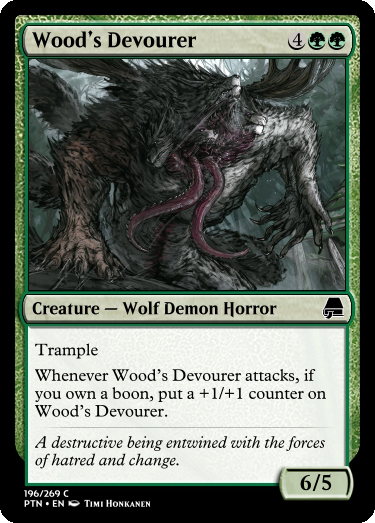 Wood's Devourer 4
Creature — Wolf Demon Horror
Trample
Whenever Wood's Devourer attacks, if
you own a boon, put a +1/+1 counter on
Wood's Devourer.
A destructive being entwined with the forces
of hatred and change.
6/5
196/269 C
PTN • EN Timi Honkanen